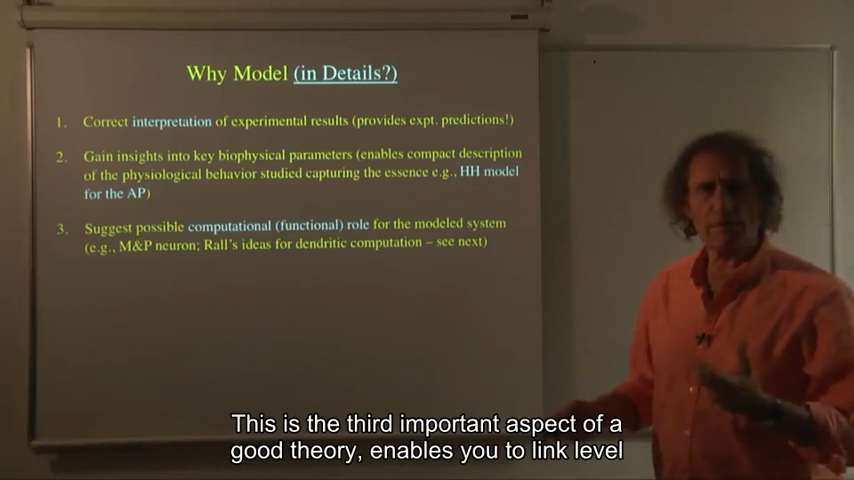 Why Model (in Details?)
1. Correct interpretation of experimental results (provides expt. predictions!)
2. Gain insights into key biophysical parameters (enables compact description
of the physiological behavior studied capturing the essence e.g., HH model
for the AP)
3. Suggest possible computational (functional) role for the modeled system
(e.g., M&P neuron; Rall's ideas for dendritic computation – see next)
This is the third important aspect of a
good theory, enables you to link level